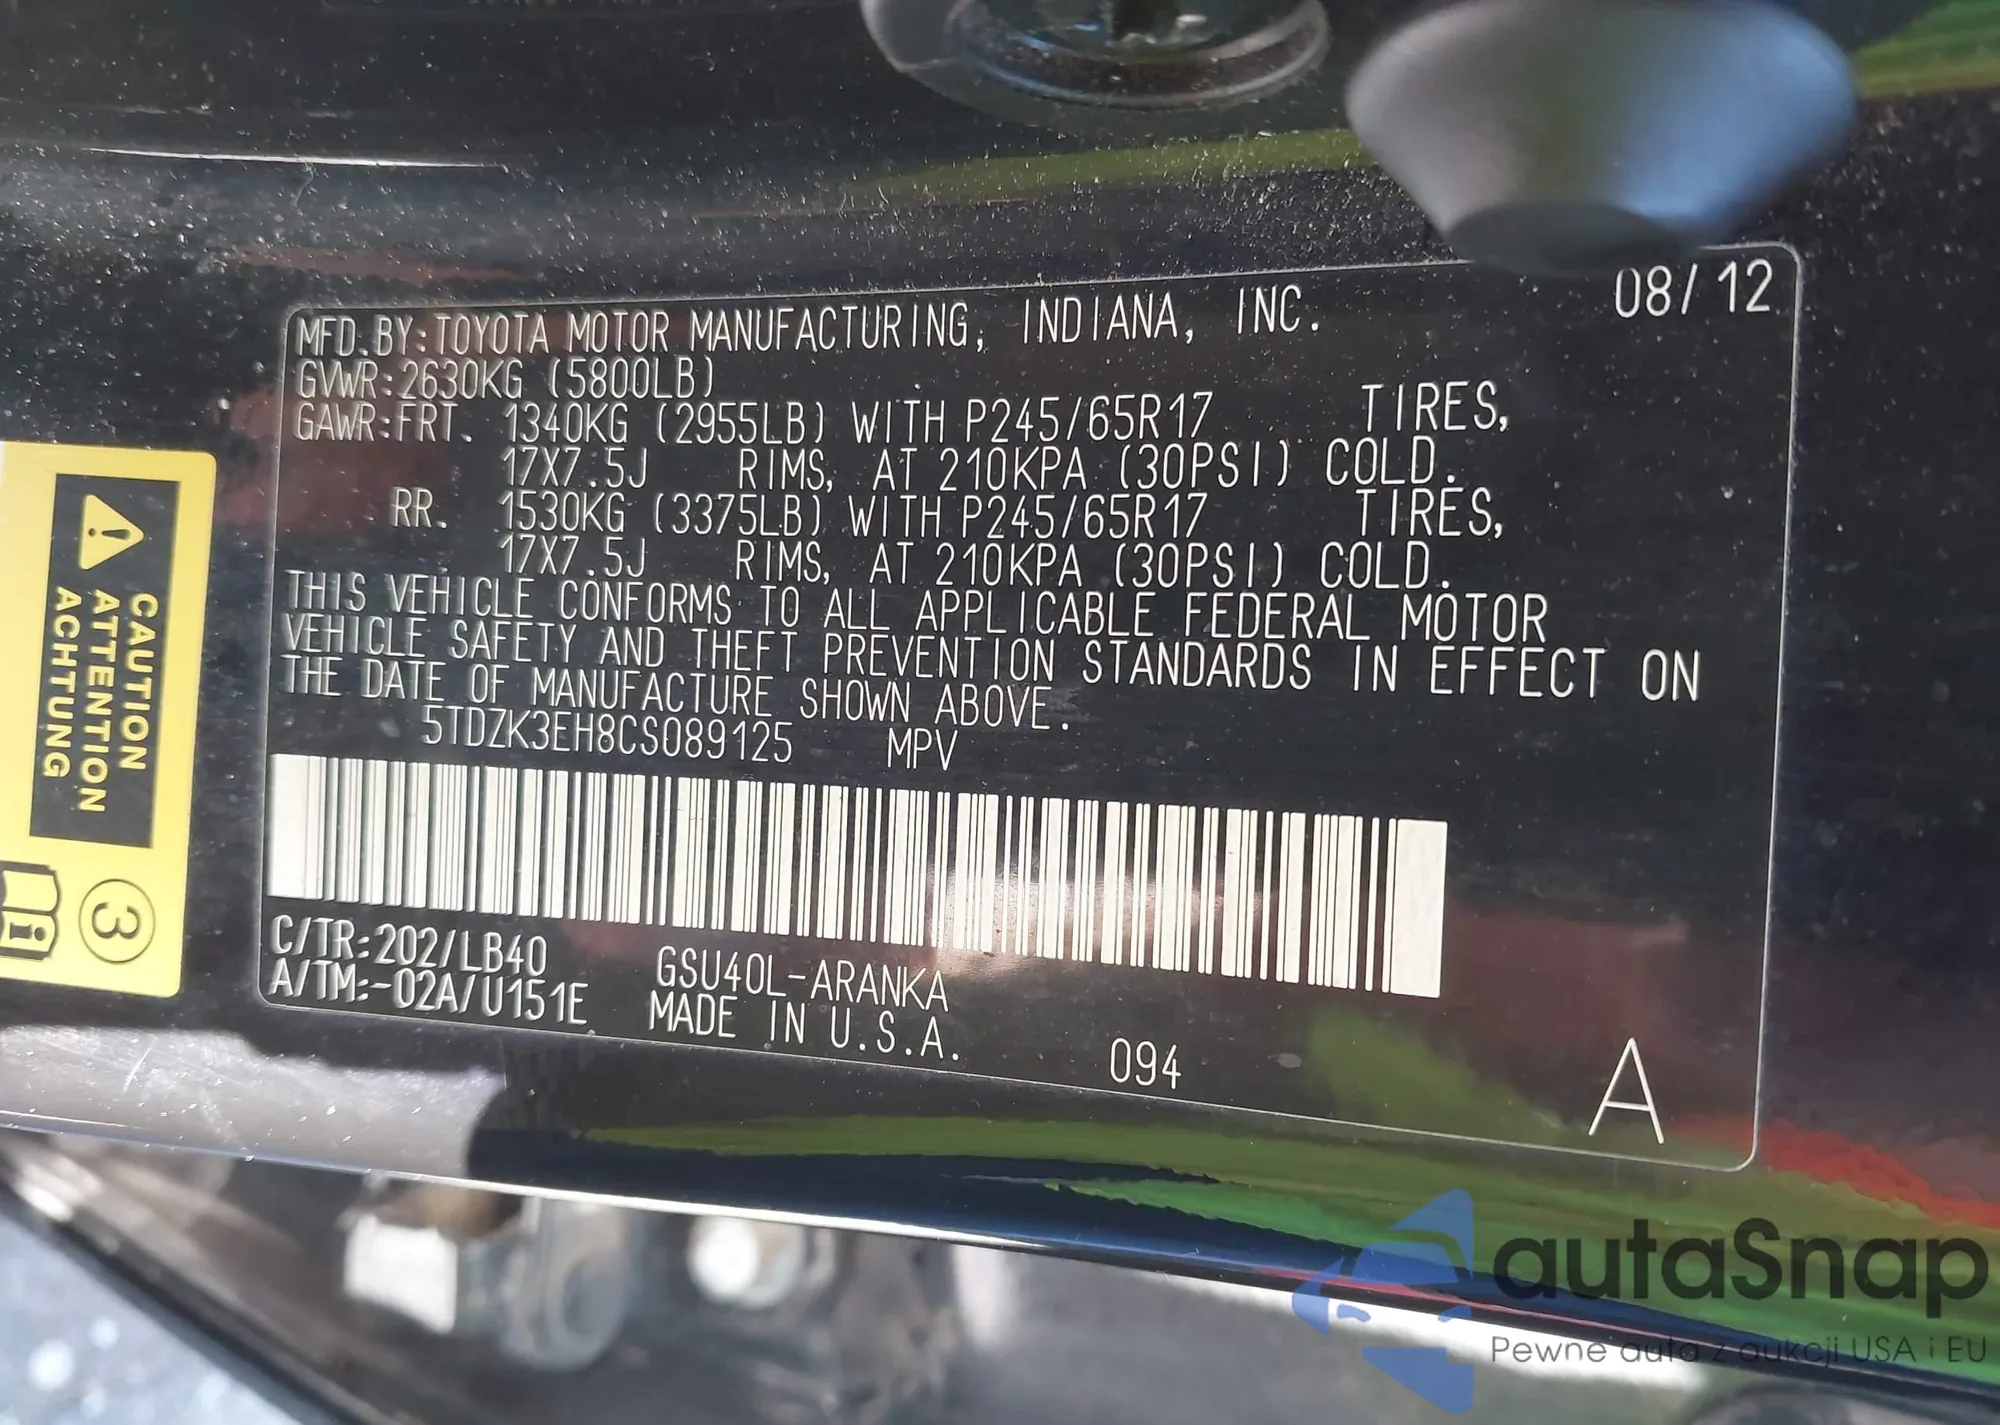 08/12
MFD.BY:TOYOTA MOTOR MANUFACTURING, INDIANA, INC.
GVWR:2630KG (5800LB)
GAWR:FRT. 1340KG (2955LB) WITH P245/65R17 TIRES,
17X7.5J RIMS, AT 210KPA (30PSI) COLD.
RR. 1530KG (3375LB) WITH P245/65R17 TIRES,
17X7.5J RIMS, AT 210KPA (30PSI) COLD.
THIS VEHICLE CONFORMS TO ALL APPLICABLE FEDERAL MOTOR
VEHICLE SAFETY AND THEFT PREVENTION STANDARDS IN EFFECT ON
THE DATE OF MANUFACTURE SHOWN ABOVE.
5TDZK3EH8CS089125 MPV
C/TR:202/LB40 GSU40L-ARANKA
A/TM:-02A/U151E MADE IN U.S.A.
094
A
CAUTION
ATTENTION
ACHTUNG
3
autaSnap
Pewne auta z aukcji USA i EU